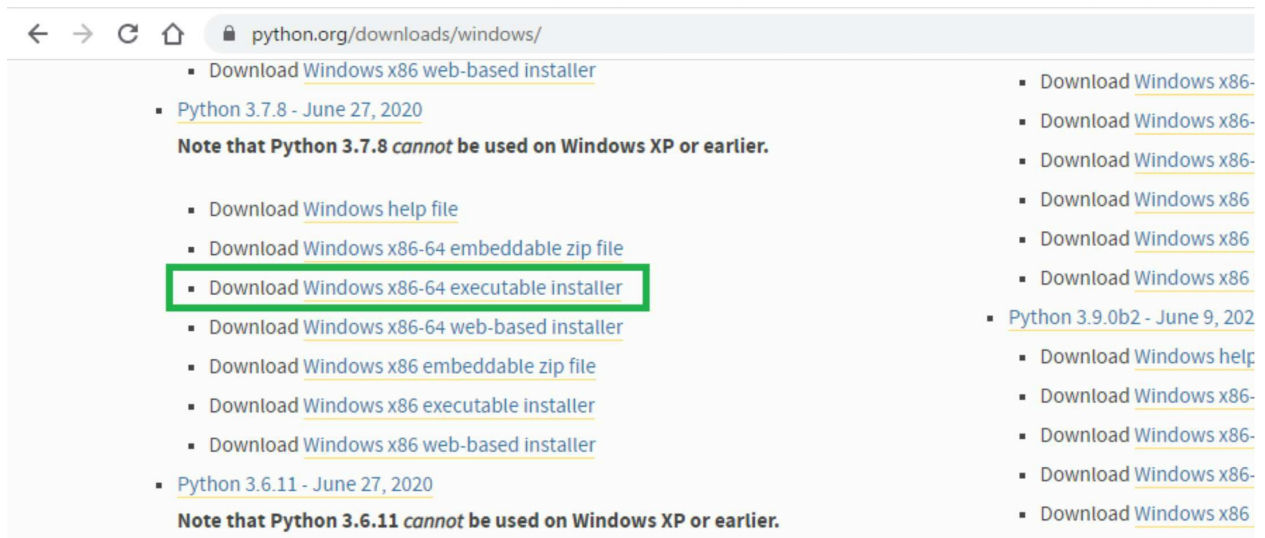 python.org/downloads/windows/
Download Windows x86 web-based installer
Python 3.7.8 - June 27, 2020
Note that Python 3.7.8 cannot be used on Windows XP or earlier.
Download Windows help file
Download Windows x86-64 embeddable zip file
Download Windows x86-64 executable installer
Download Windows x86-64 web-based installer
Download Windows x86 embeddable zip file
Download Windows x86 executable installer
Download Windows x86 web-based installer
Python 3.6.11 - June 27, 2020
Note that Python 3.6.11 cannot be used on Windows XP or earlier.
Download Windows x86-
Download Windows x86-
Download Windows x86-
Download Windows x86
Download Windows x86
Download Windows x86
Python 3.9.0b2 - June 9, 202
Download Windows help
Download Windows x86-
Download Windows x86-
Download Windows x86-
Download Windows x86